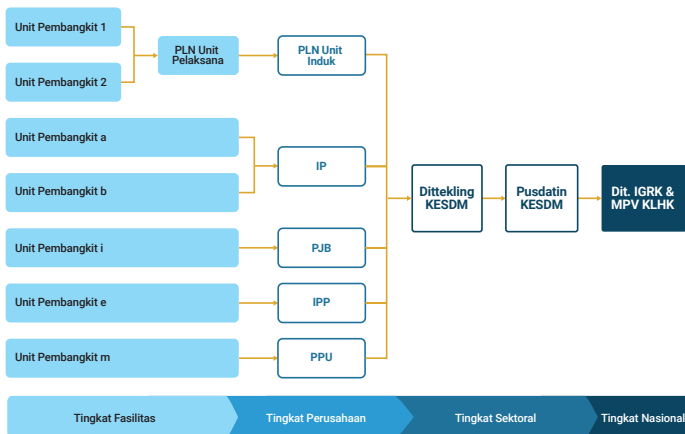 Unit Pembangkit 1
Unit Pembangkit 2
PLN Unit
Pelaksana
PLN Unit
Induk
Unit Pembangkit a
Unit Pembangkit b
IP
Unit Pembangkit i
PJB
Unit Pembangkit e
IPP
Unit Pembangkit m
PPU
Dittekling
KESDM
Pusdatin
KESDM
Dit. IGRK &
MPV KLHK
Tingkat Fasilitas
Tingkat Perusahaan
Tingkat Sektoral
Tingkat Nasional